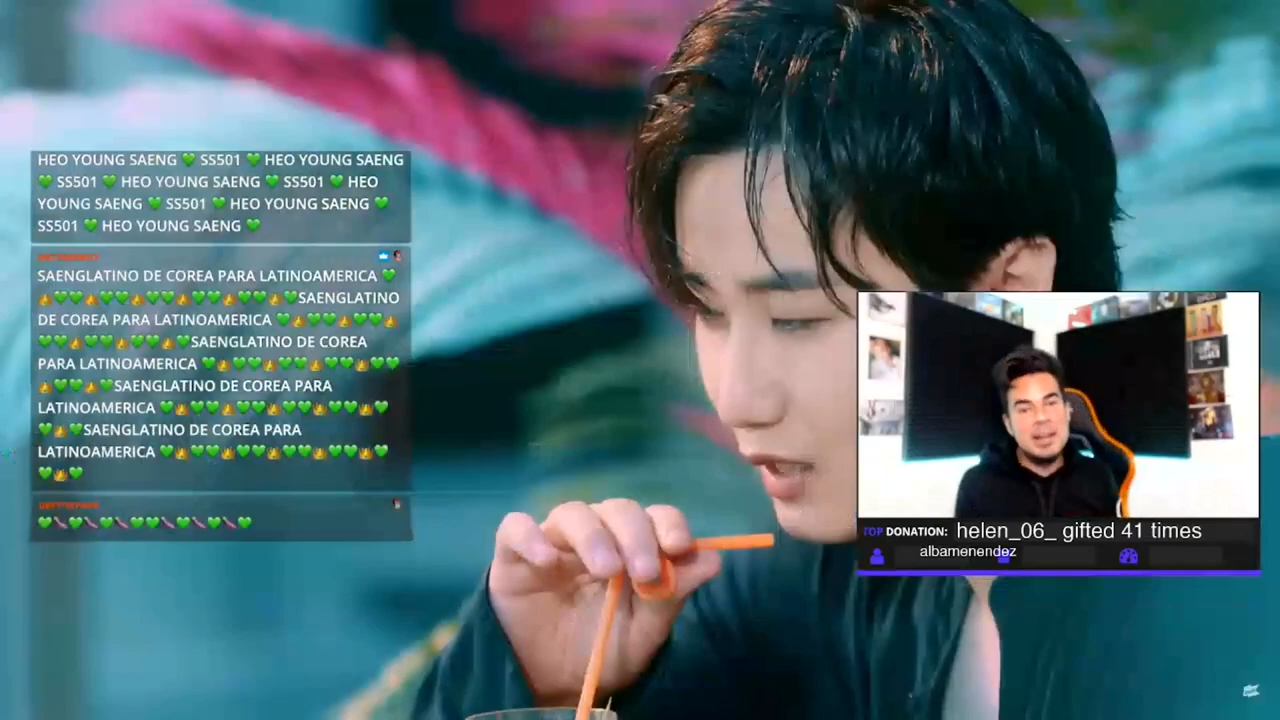 HEO YOUNG SAENG 💚 SS501 💚 HEO YOUNG SAENG
💚 SS501 💚 HEO YOUNG SAENG 💚 SS501 💚 HEO
YOUNG SAENG 💚 SS501 💚 HEO YOUNG SAENG 💚
SS501 💚 HEO YOUNG SAENG 💚
SAENGLATINO DE COREA PARA LATINOAMERICA 💚
SAENGLATINO
DE COREA PARA LATINOAMERICA
SAENGLATINO DE COREA
PARA LATINOAMERICA
SAENGLATINO DE COREA PARA
LATINOAMERICA
SAENGLATINO DE COREA PARA
LATINOAMERICA
TOP DONATION: helen_06_ gifted 41 times
albamenendez